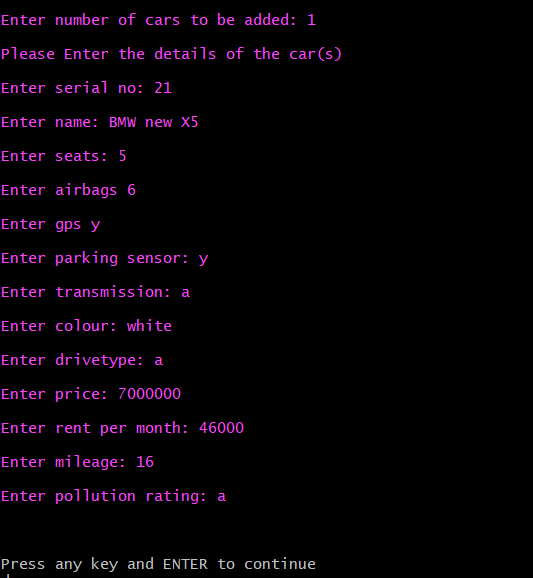 Enter number of cars to be added: 1
Please Enter the details of the car(s)
Enter serial no: 21
Enter name: BMW new X5
Enter seats: 5
Enter airbags 6
Enter gps y
Enter parking sensor: y
Enter transmission: a
Enter colour: white
Enter drivetype: a
Enter price: 7000000
Enter rent per month: 46000
Enter mileage: 16
Enter pollution rating: a
Press any key and ENTER to continue